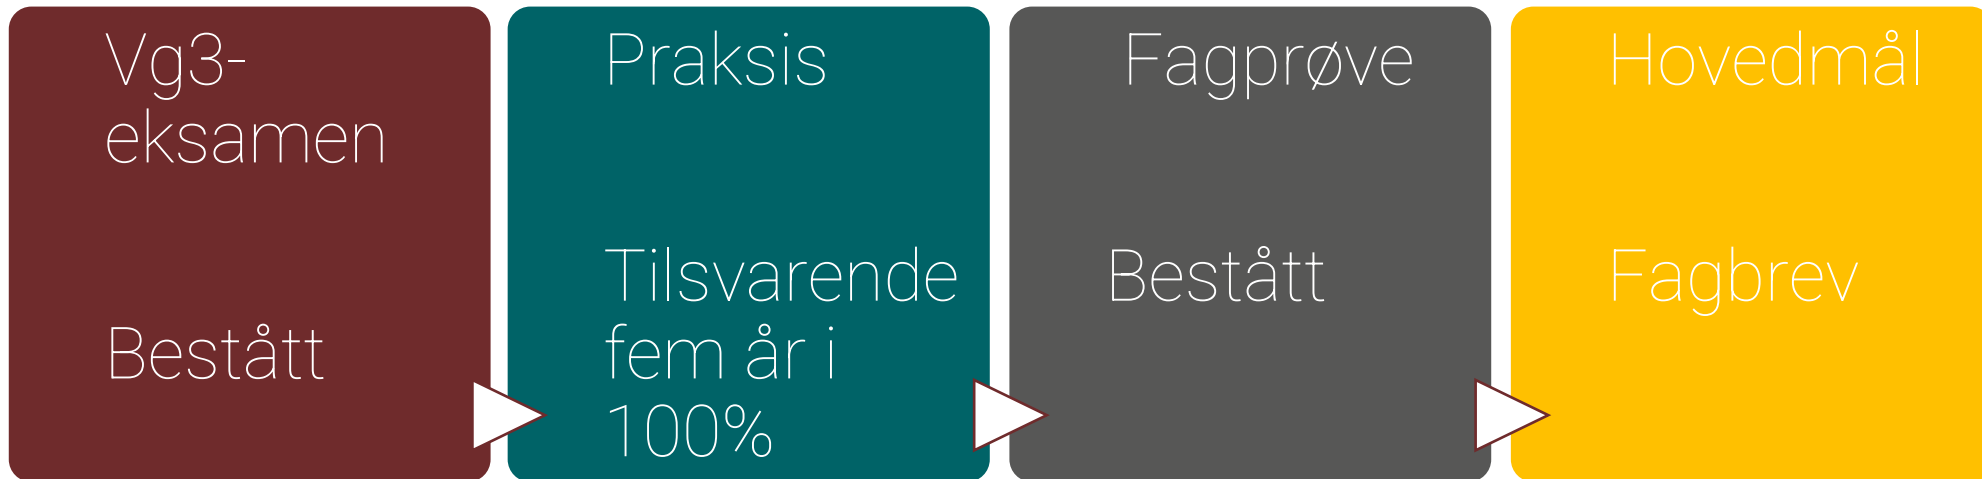 Vg3-
eksamen
Bestått
Praksis
Tilsvarende
fem år i
100%
Fagprøve
Bestått
Hovedmål
Fagbrev